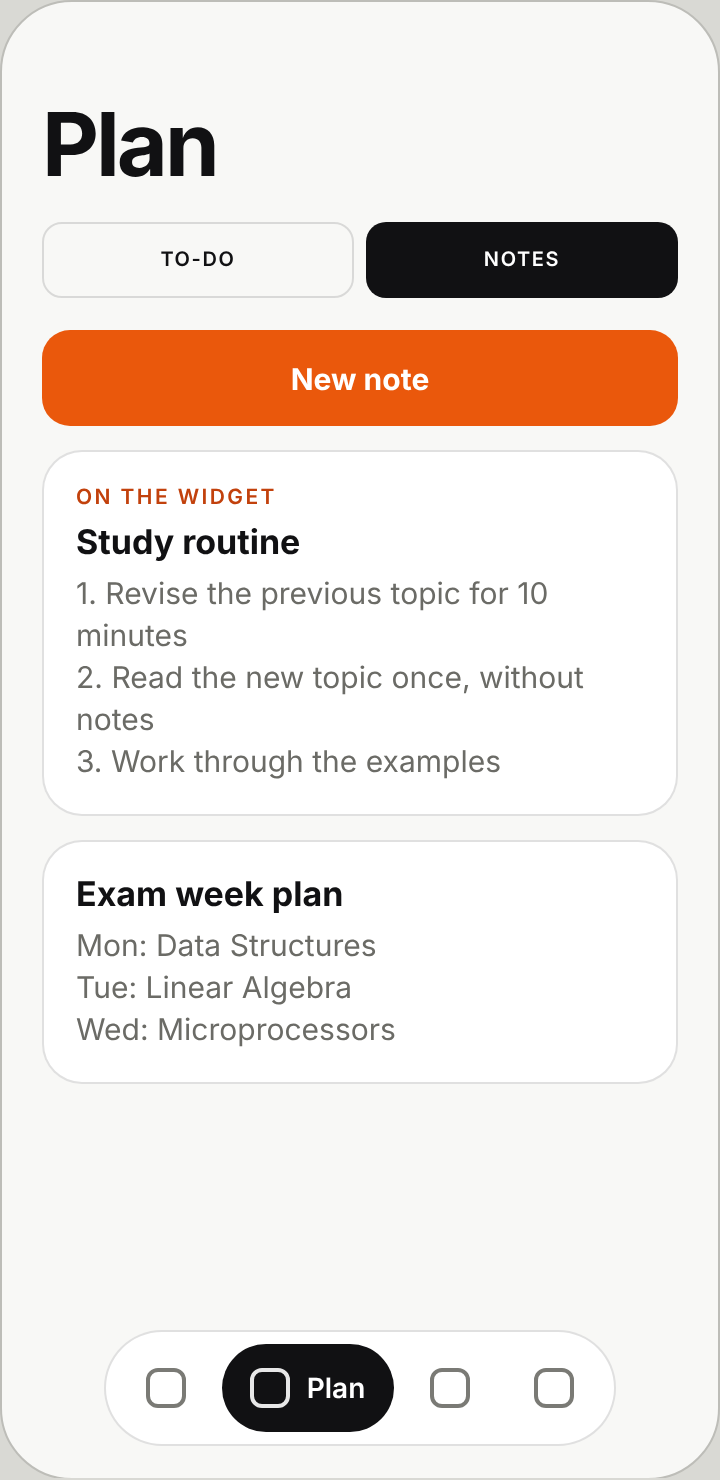 Plan
TO-DO
NOTES
New note
ON THE WIDGET
Study routine
1. Revise the previous topic for 10
minutes
2. Read the new topic once, without
notes
3. Work through the examples
Exam week plan
Mon: Data Structures
Tue: Linear Algebra
Wed: Microprocessors
Plan